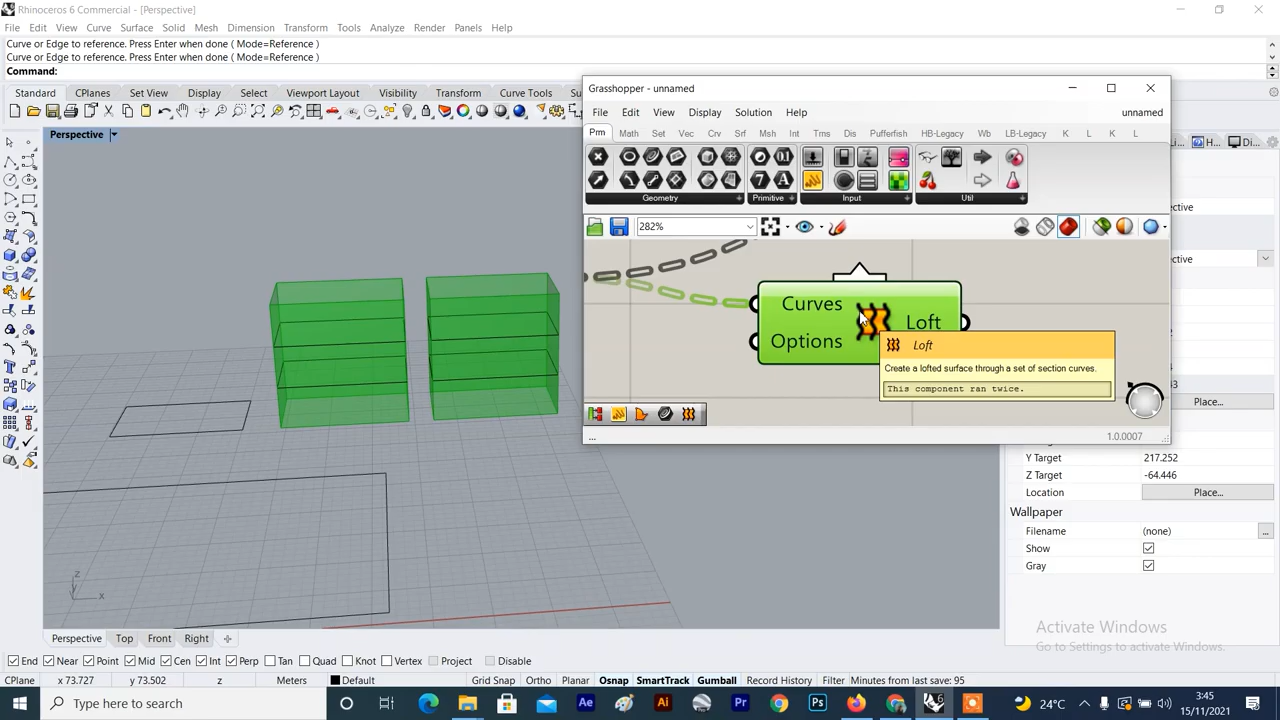 Rhinoceros 6 Commercial - [Perspective]
File Edit View Curve Surface Solid Mesh Dimension Transform Tools Analyze Render Panels Help
Curve or Edge to reference. Press Enter when done ( Mode=Reference )
Curve or Edge to reference. Press Enter when done ( Mode=Reference )
Command:
Standard CPlanes Set View Display Select Viewport Layout Visibility Transform Curve Tools
Perspective
Grasshopper - unnamed
File Edit View Display Solution Help unnamed
Prm Math Set Vec Crv Srf Msh Int Trns Dis Pufferfish HB-Legacy Wb LB-Legacy K L K L
Geometry Primitive Input Util
282%
Curves
Options
Loft
Loft
Create a lofted surface through a set of section curves.
This component ran twice.
...
1.0.0007
Place...
Y Target 217.252
Z Target -64.446
Location Place...
Wallpaper
Filename (none) ...
Show
Gray
Activate Windows
Go to Settings to activate Windows.
z
x
Perspective Top Front Right
End Near Point Mid Cen Int Perp Tan Quad Knot Vertex Project Disable
CPlane x 73.727 y 73.502 z Meters Default Grid Snap Ortho Planar Osnap SmartTrack Gumball Record History Filter Minutes from last save: 95
Type here to search
24°C
3:45
15/11/2021